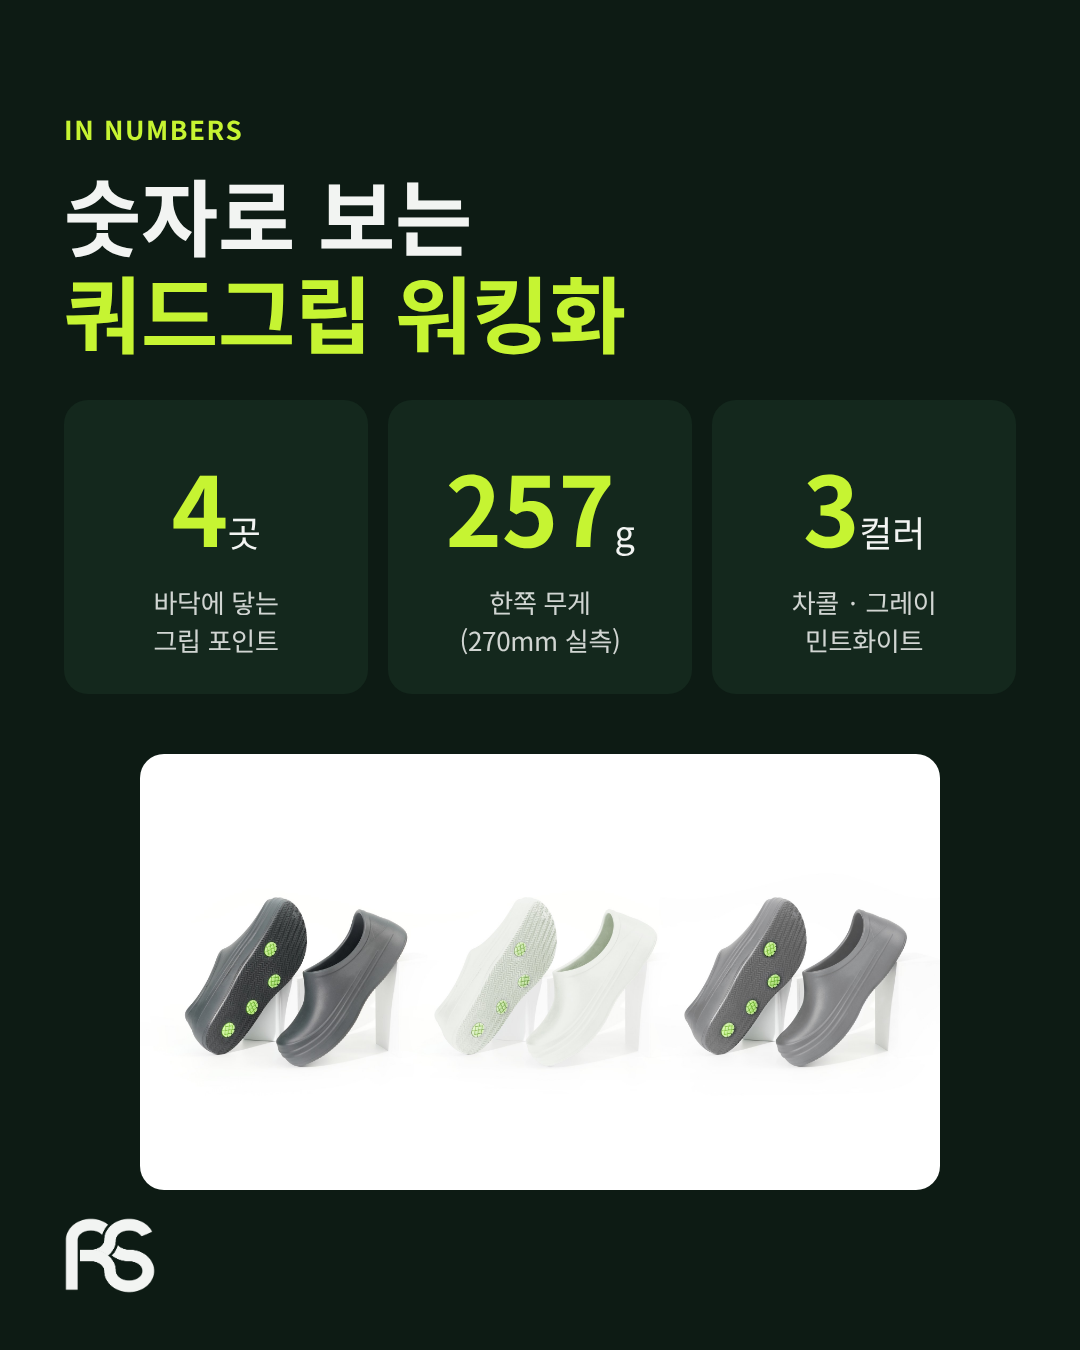 IN NUMBERS
숫자로 보는
쿼드그립 워킹화
4곳
바닥에 닿는
그립 포인트
257g
한쪽 무게
(270mm 실측)
3컬러
차콜 · 그레이
민트화이트
RS